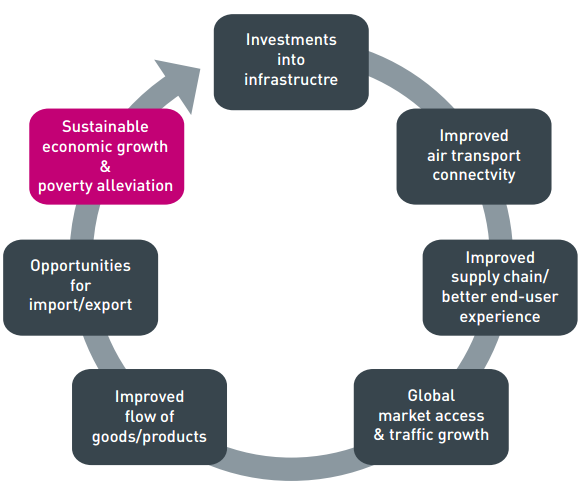 Investments
into
infrastructre
Improved
air transport
connectvity
Improved
supply chain/
better end-user
experience
Global
market access
& traffic growth
Improved
flow of
goods/products
Opportunities
for
import/export
Sustainable
economic growth
&
poverty alleviation